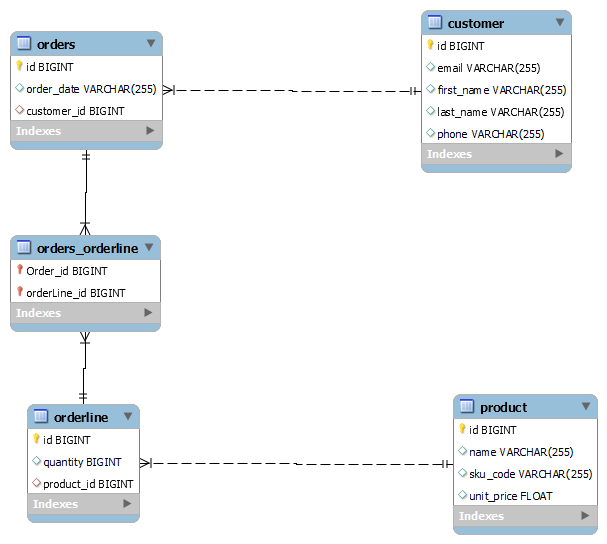 orders
id BIGINT
order_date VARCHAR(255)
customer_id BIGINT
Indexes
customer
id BIGINT
email VARCHAR(255)
first_name VARCHAR(255)
last_name VARCHAR(255)
phone VARCHAR(255)
Indexes
orders_orderline
Order_id BIGINT
orderLine_id BIGINT
Indexes
orderline
id BIGINT
quantity BIGINT
product_id BIGINT
Indexes
product
id BIGINT
name VARCHAR(255)
sku_code VARCHAR(255)
unit_price FLOAT
Indexes